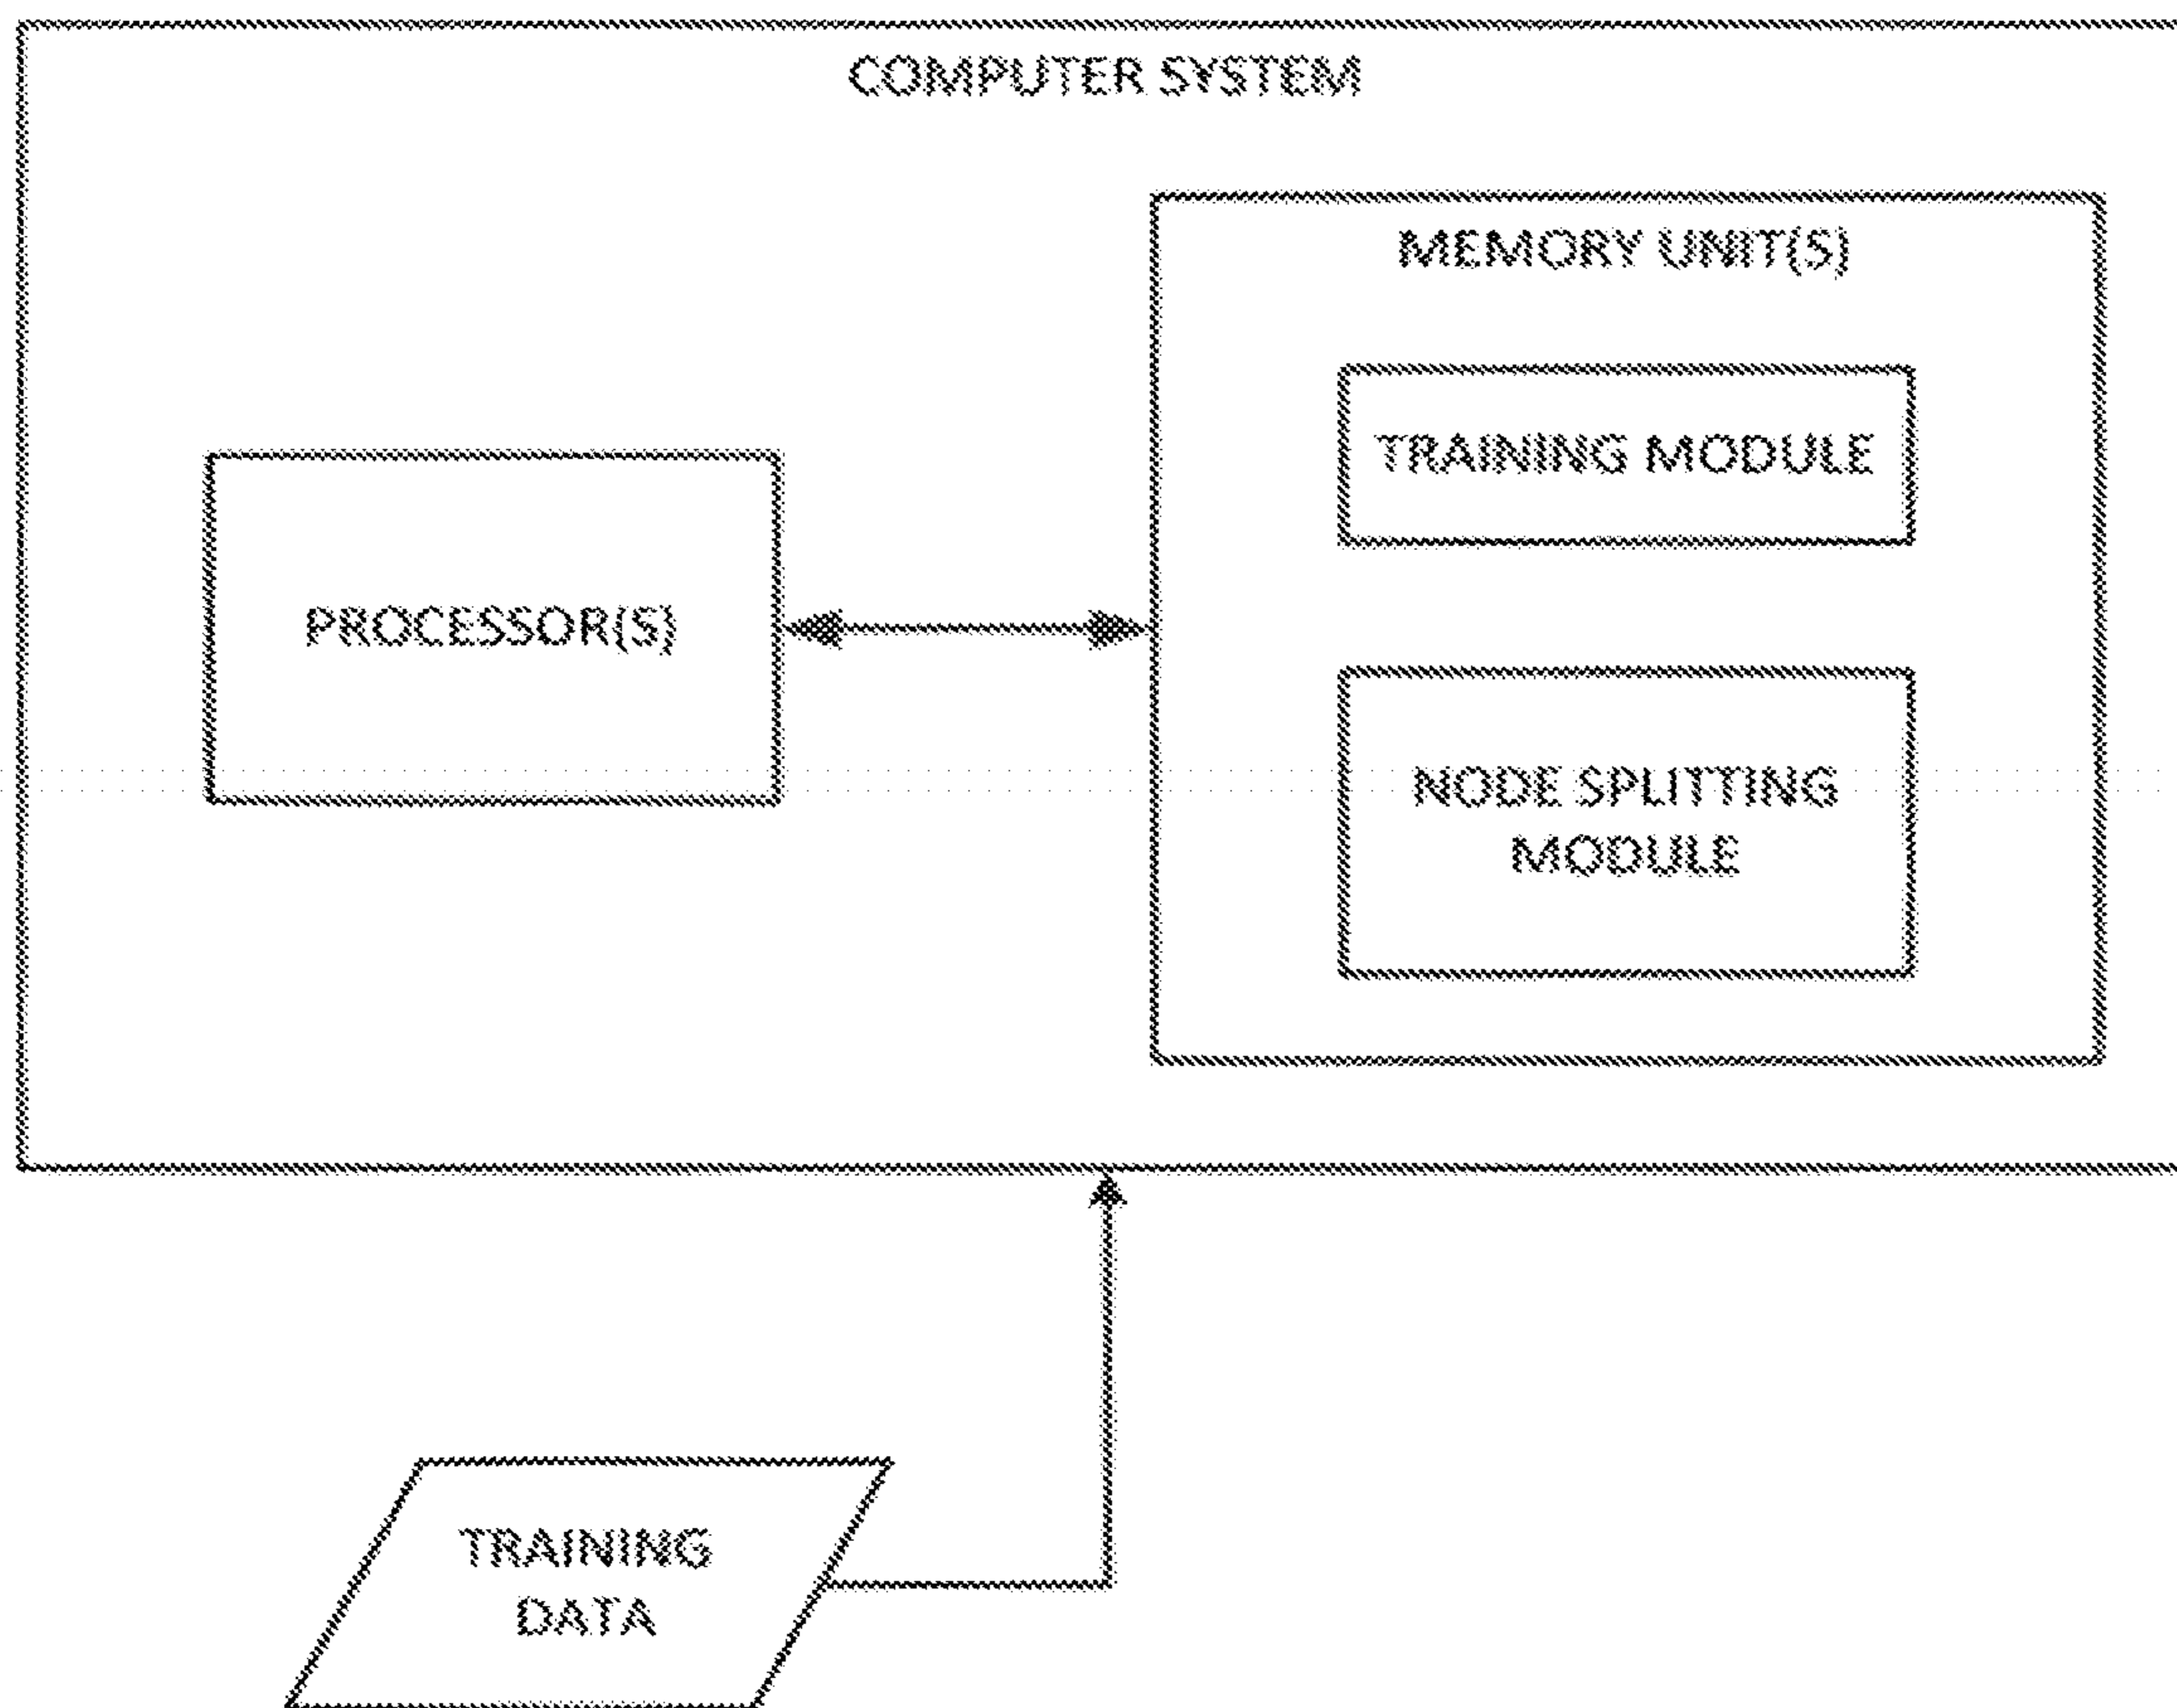 COMPUTER SYSTEM
MEMORY UNIT(S)
TRAINING MODULE
PROCESSOR(S)
NODE SPLITTING
MODULE
TRAINING
DATA